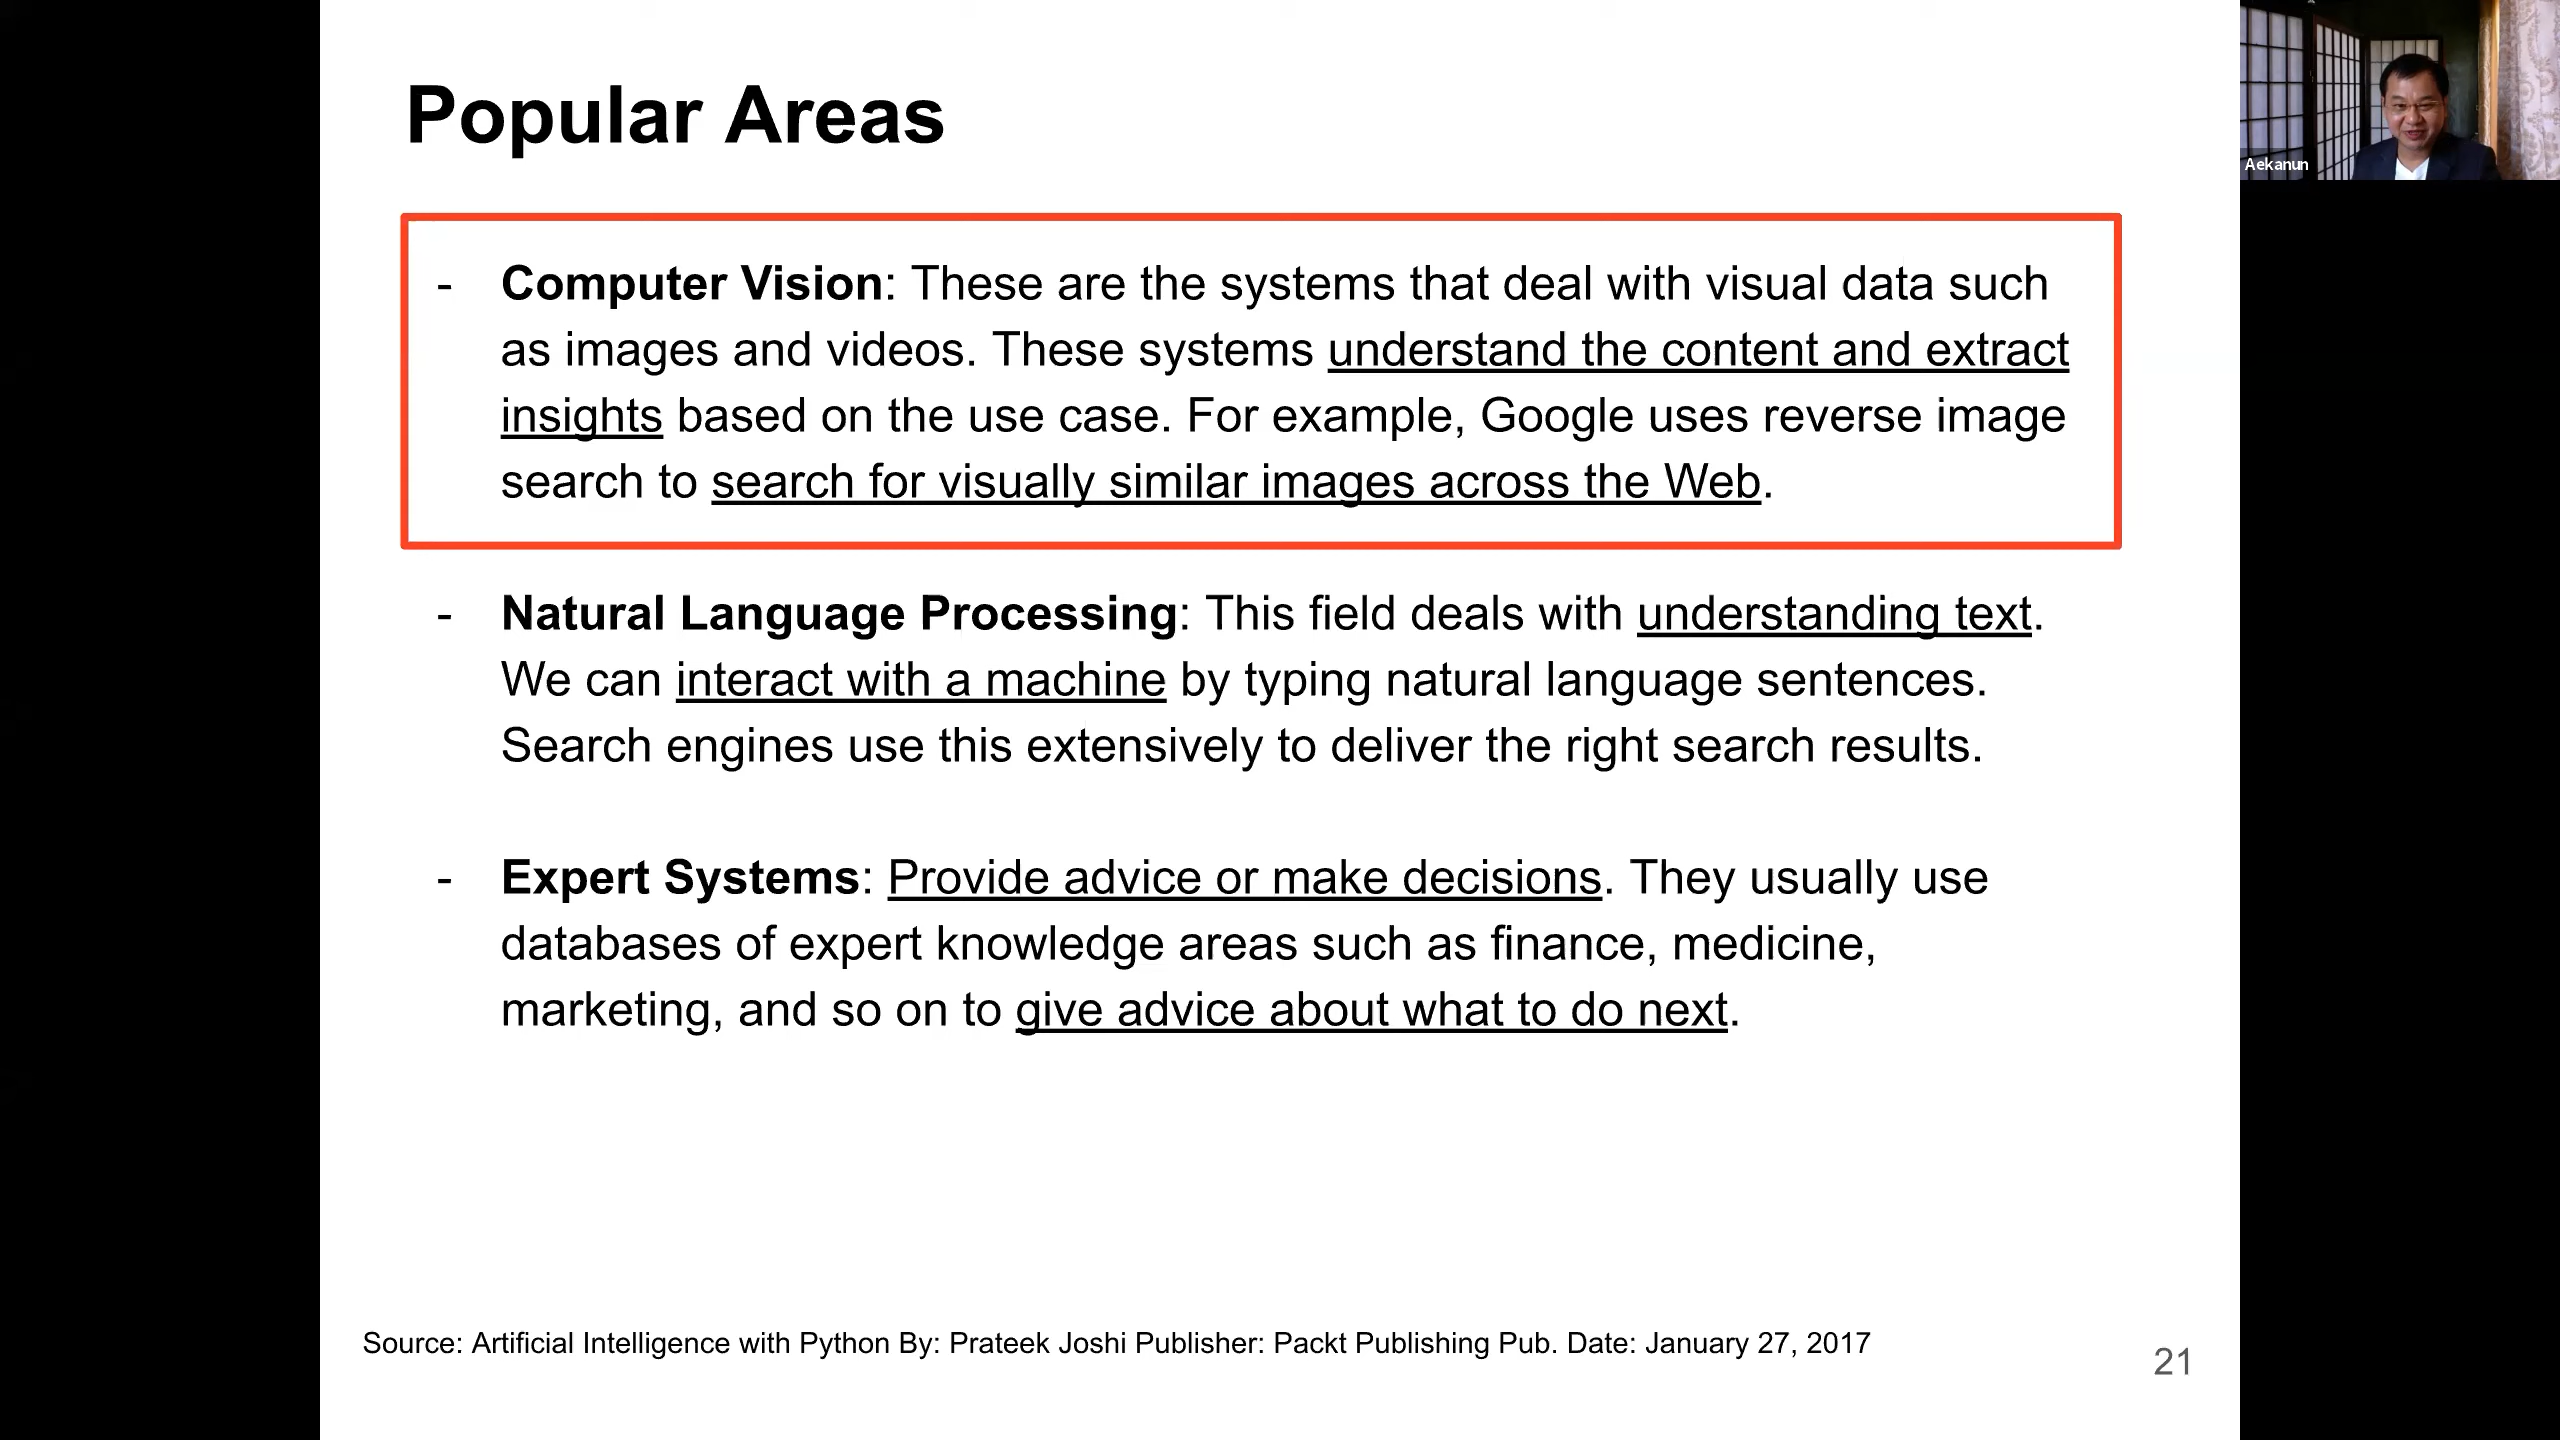 Popular Areas
Aekanun
- Computer Vision: These are the systems that deal with visual data such
as images and videos. These systems understand the content and extract
insights based on the use case. For example, Google uses reverse image
search to search for visually similar images across the Web.
- Natural Language Processing: This field deals with understanding text.
We can interact with a machine by typing natural language sentences.
Search engines use this extensively to deliver the right search results.
- Expert Systems: Provide advice or make decisions. They usually use
databases of expert knowledge areas such as finance, medicine,
marketing, and so on to give advice about what to do next.
Source: Artificial Intelligence with Python By: Prateek Joshi Publisher: Packt Publishing Pub. Date: January 27, 2017
21